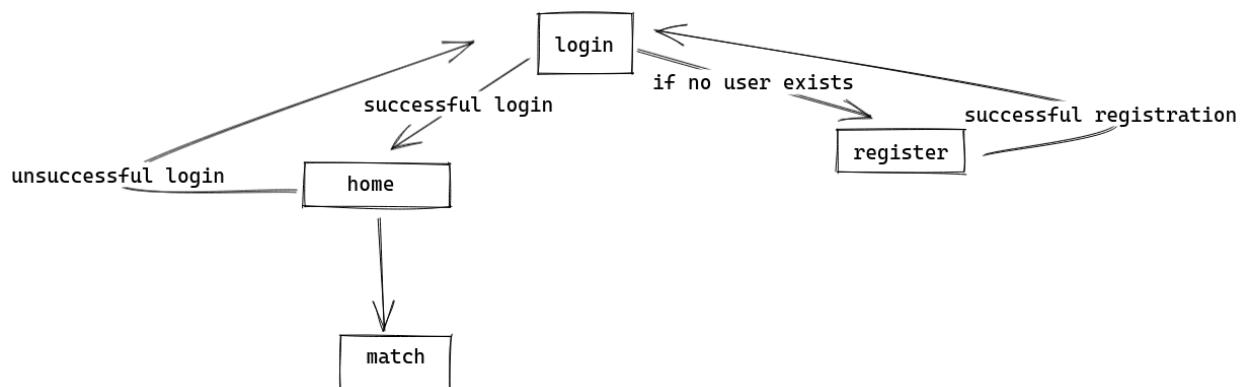 login
if no user exists
successful login
successful registration
register
unsuccessful login
home
match